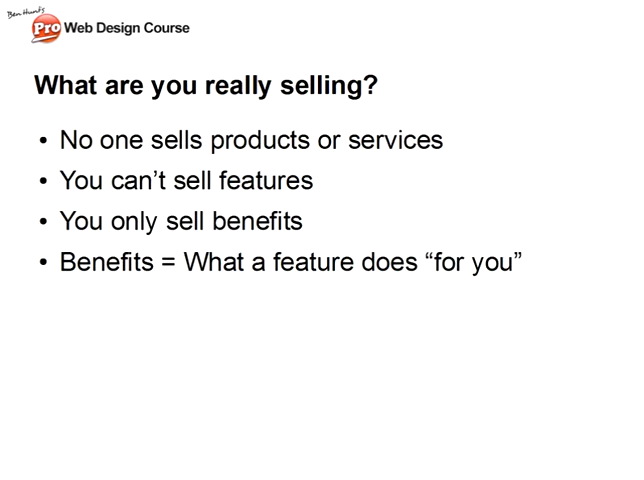 Ben Hunt's
Pro Web Design Course
What are you really selling?
• No one sells products or services
• You can’t sell features
• You only sell benefits
• Benefits = What a feature does “for you”